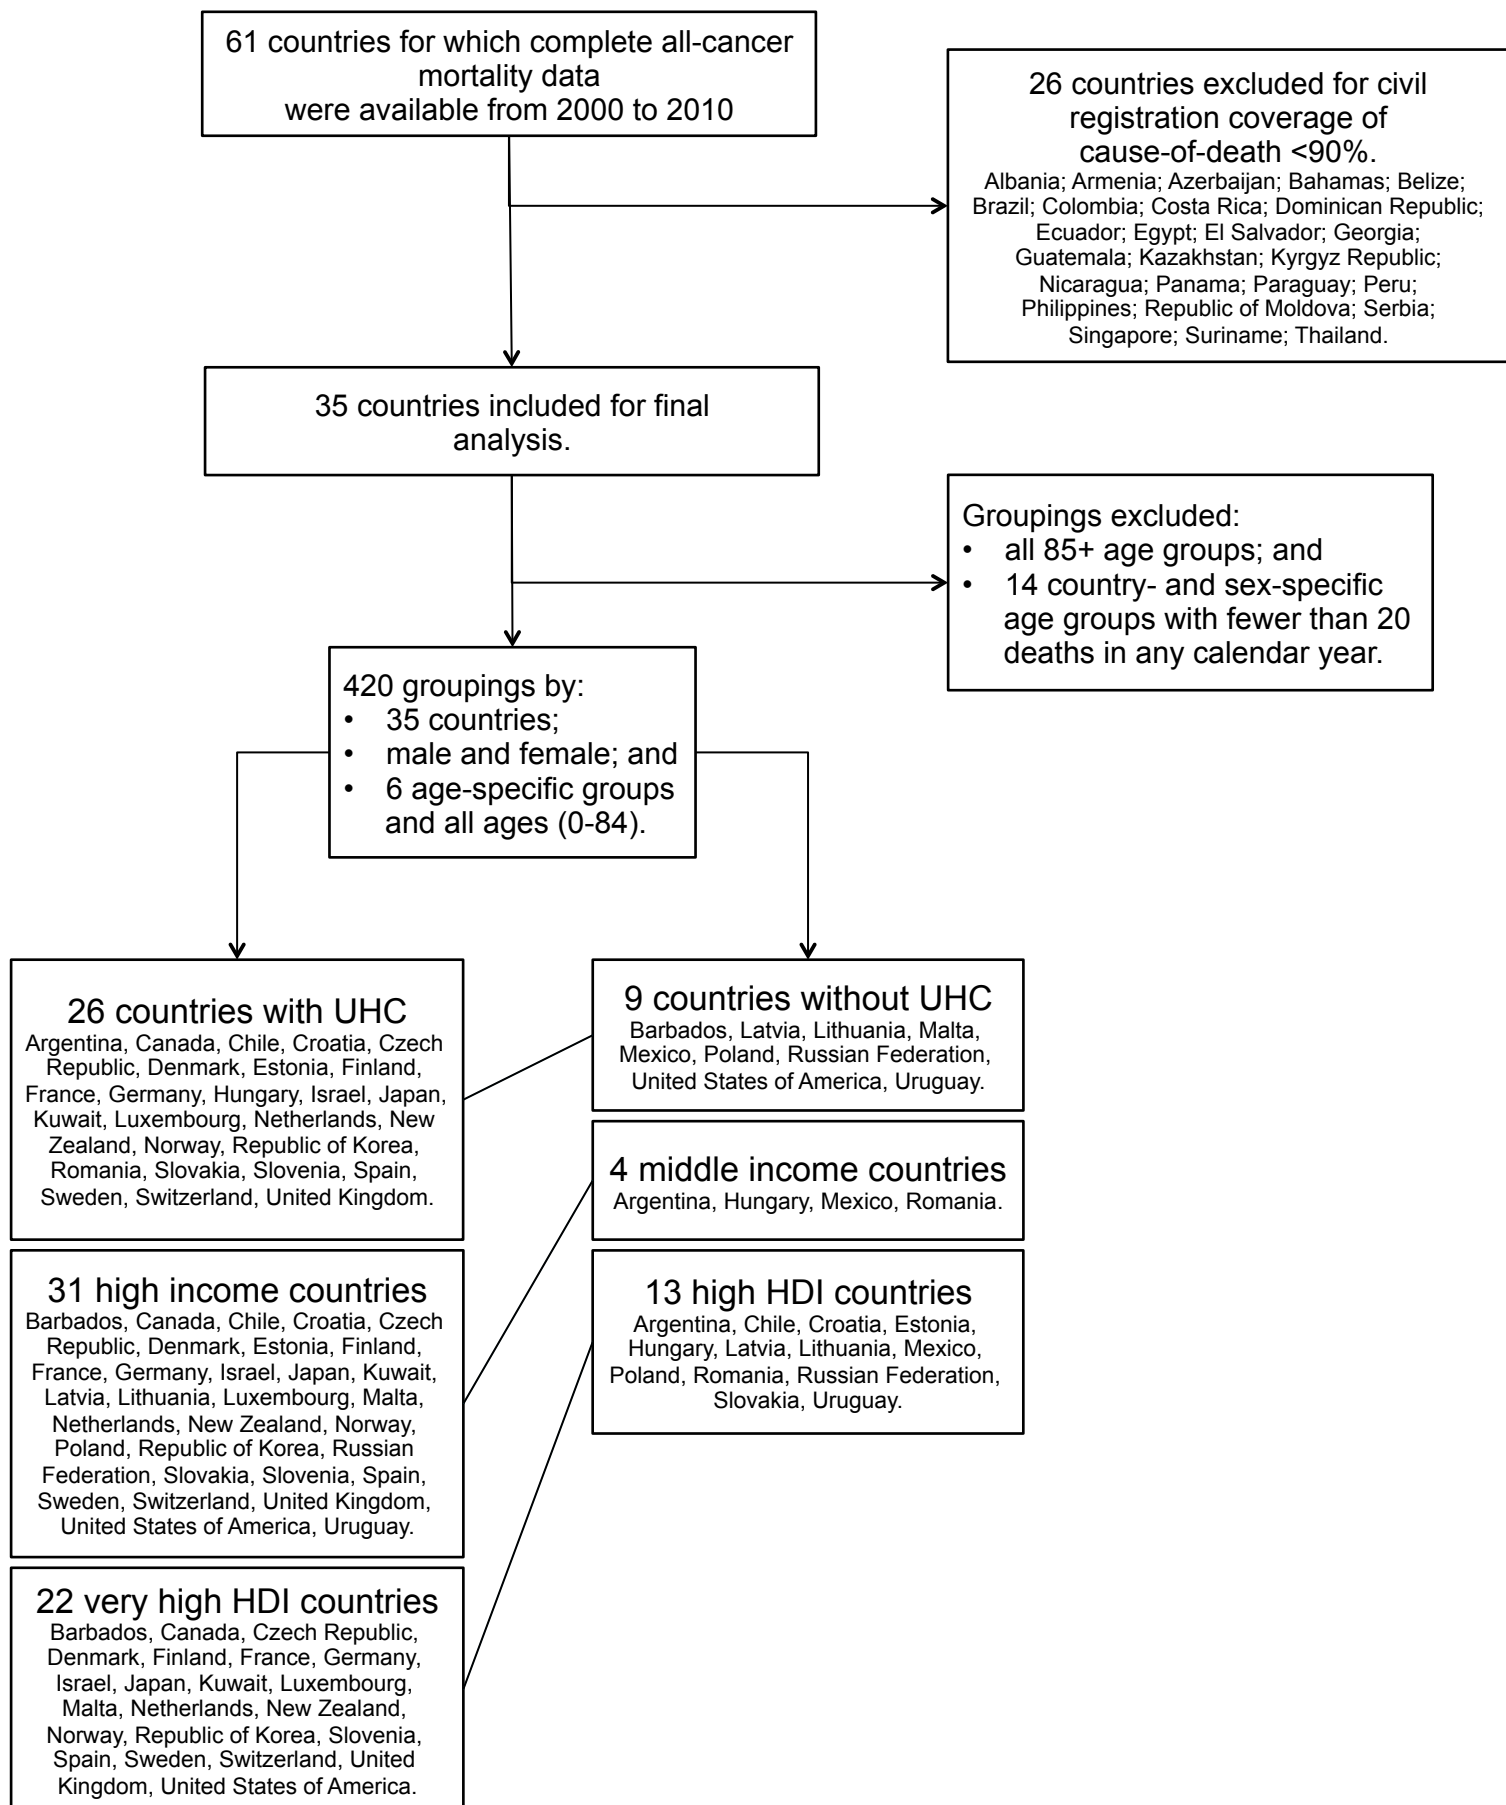 61 countries for which complete all-cancer
mortality data
were available from 2000 to 2010
26 countries excluded for civil
registration coverage of
cause-of-death <90%.
Albania; Armenia; Azerbaijan; Bahamas; Belize;
Brazil; Colombia; Costa Rica; Dominican Republic;
Ecuador; Egypt; El Salvador; Georgia;
Guatemala; Kazakhstan; Kyrgyz Republic;
Nicaragua; Panama; Paraguay; Peru;
Philippines; Republic of Moldova; Serbia;
Singapore; Suriname; Thailand.
35 countries included for final
analysis.
Groupings excluded:
• all 85+ age groups; and
• 14 country- and sex-specific
age groups with fewer than 20
deaths in any calendar year.
420 groupings by:
• 35 countries;
• male and female; and
• 6 age-specific groups
and all ages (0-84).
26 countries with UHC
Argentina, Canada, Chile, Croatia, Czech
Republic, Denmark, Estonia, Finland,
France, Germany, Hungary, Israel, Japan,
Kuwait, Luxembourg, Netherlands, New
Zealand, Norway, Republic of Korea,
Romania, Slovakia, Slovenia, Spain,
Sweden, Switzerland, United Kingdom.
9 countries without UHC
Barbados, Latvia, Lithuania, Malta,
Mexico, Poland, Russian Federation,
United States of America, Uruguay.
31 high income countries
Barbados, Canada, Chile, Croatia, Czech
Republic, Denmark, Estonia, Finland,
France, Germany, Israel, Japan, Kuwait,
Latvia, Lithuania, Luxembourg, Malta,
Netherlands, New Zealand, Norway,
Poland, Republic of Korea, Russian
Federation, Slovakia, Slovenia, Spain,
Sweden, Switzerland, United Kingdom,
United States of America, Uruguay.
4 middle income countries
Argentina, Hungary, Mexico, Romania.
22 very high HDI countries
Barbados, Canada, Czech Republic,
Denmark, Finland, France, Germany,
Israel, Japan, Kuwait, Luxembourg,
Malta, Netherlands, New Zealand,
Norway, Republic of Korea, Slovenia,
Spain, Sweden, Switzerland, United
Kingdom, United States of America.
13 high HDI countries
Argentina, Chile, Croatia, Estonia,
Hungary, Latvia, Lithuania, Mexico,
Poland, Romania, Russian Federation,
Slovakia, Uruguay.